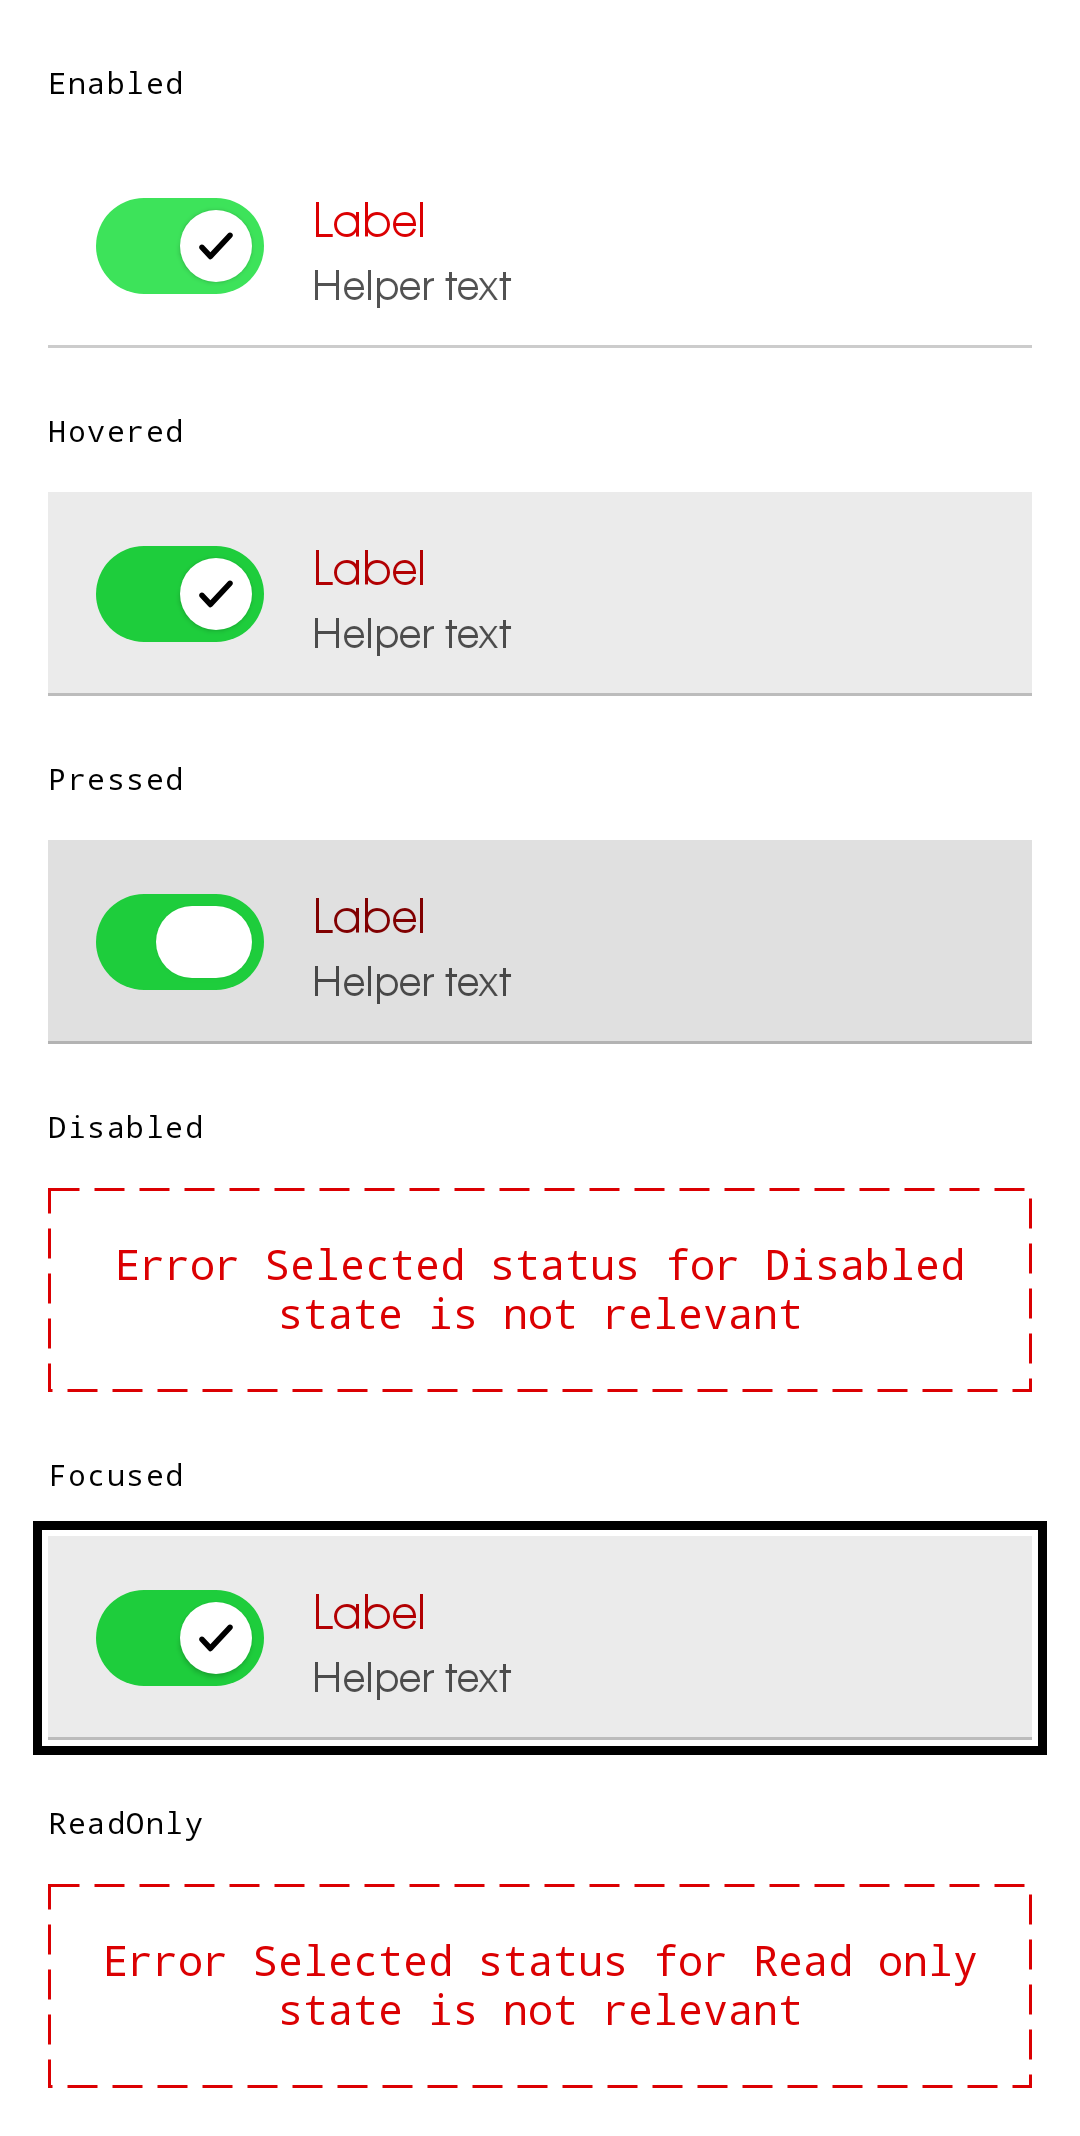 Enabled
Label
Helper text
Hovered
Label
Helper text
Pressed
Label
Helper text
Disabled
Error Selected status for Disabled
state is not relevant
Focused
Label
Helper text
ReadOnly
Error Selected status for Read only
state is not relevant